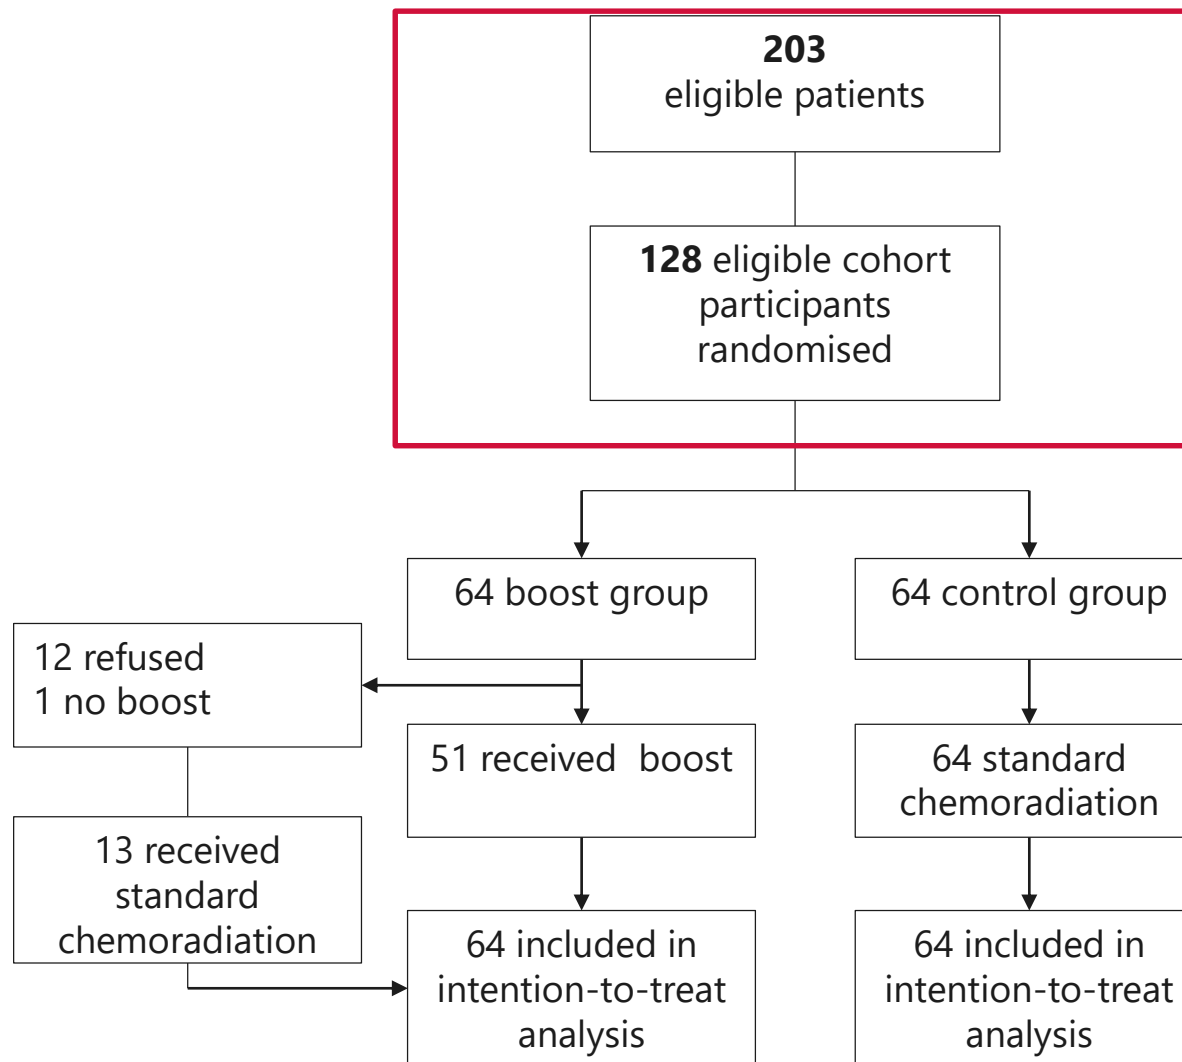 203
eligible patients
128 eligible cohort
participants
randomised
64 boost group
64 control group
12 refused
1 no boost
51 received boost
64 standard
chemoradiation
13 received
standard
chemoradiation
64 included in
intention-to-treat
analysis
64 included in
intention-to-treat
analysis